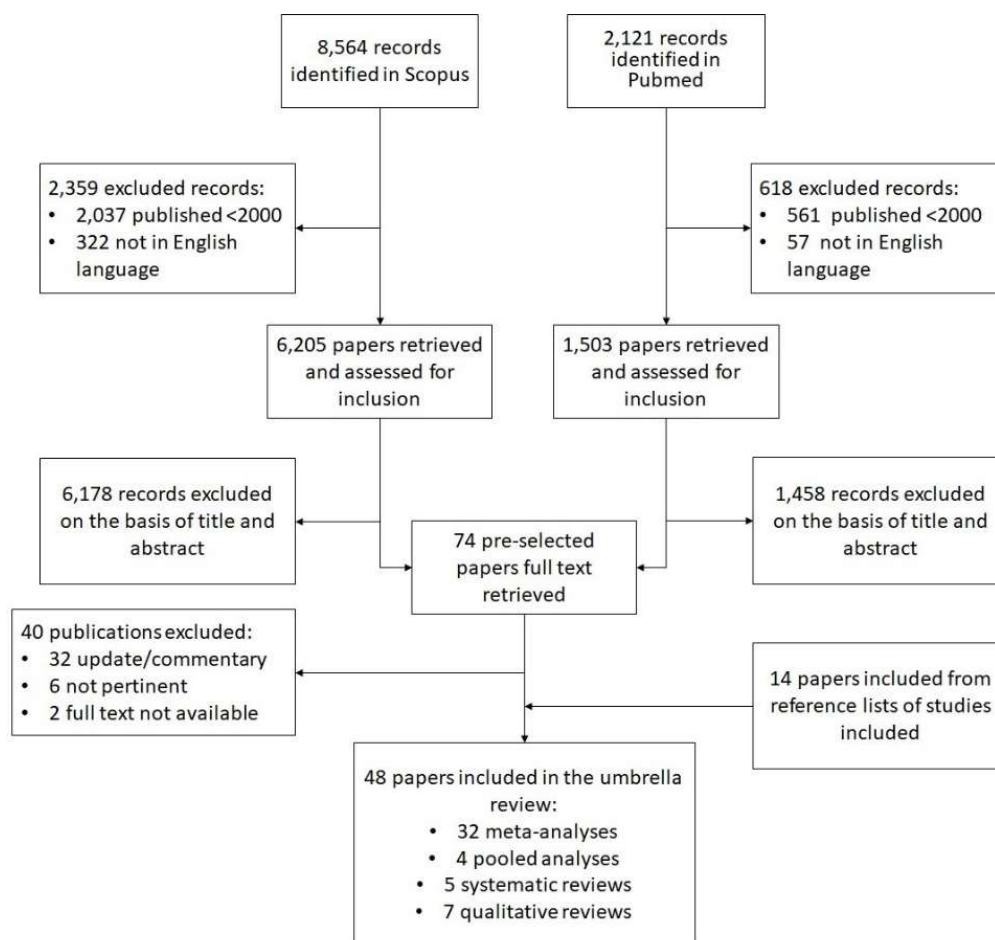 8,564 records
identified in Scopus
2,121 records
identified in
Pubmed
2,359 excluded records:
• 2,037 published <2000
• 322 not in English
language
618 excluded records:
• 561 published <2000
• 57 not in English
language
6,205 papers retrieved
and assessed for
inclusion
1,503 papers retrieved
and assessed for
inclusion
6,178 records excluded
on the basis of title and
abstract
1,458 records excluded
on the basis of title and
abstract
74 pre-selected
papers full text
retrieved
40 publications excluded:
• 32 update/commentary
• 6 not pertinent
• 2 full text not available
14 papers included from
reference lists of studies
included
48 papers included in the umbrella
review:
• 32 meta-analyses
• 4 pooled analyses
• 5 systematic reviews
• 7 qualitative reviews